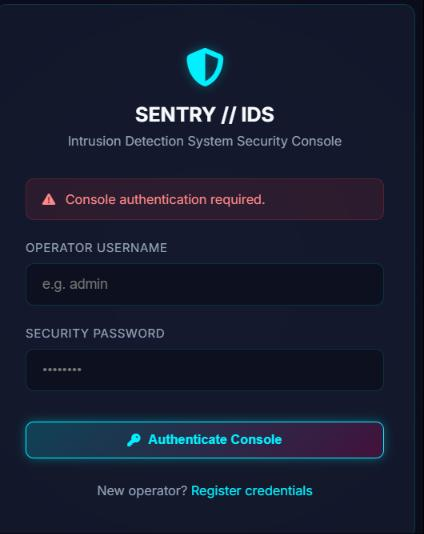 SENTRY // IDS
Intrusion Detection System Security Console
Console authentication required.
OPERATOR USERNAME
e.g. admin
SECURITY PASSWORD
••••••••
Authenticate Console
New operator? Register credentials